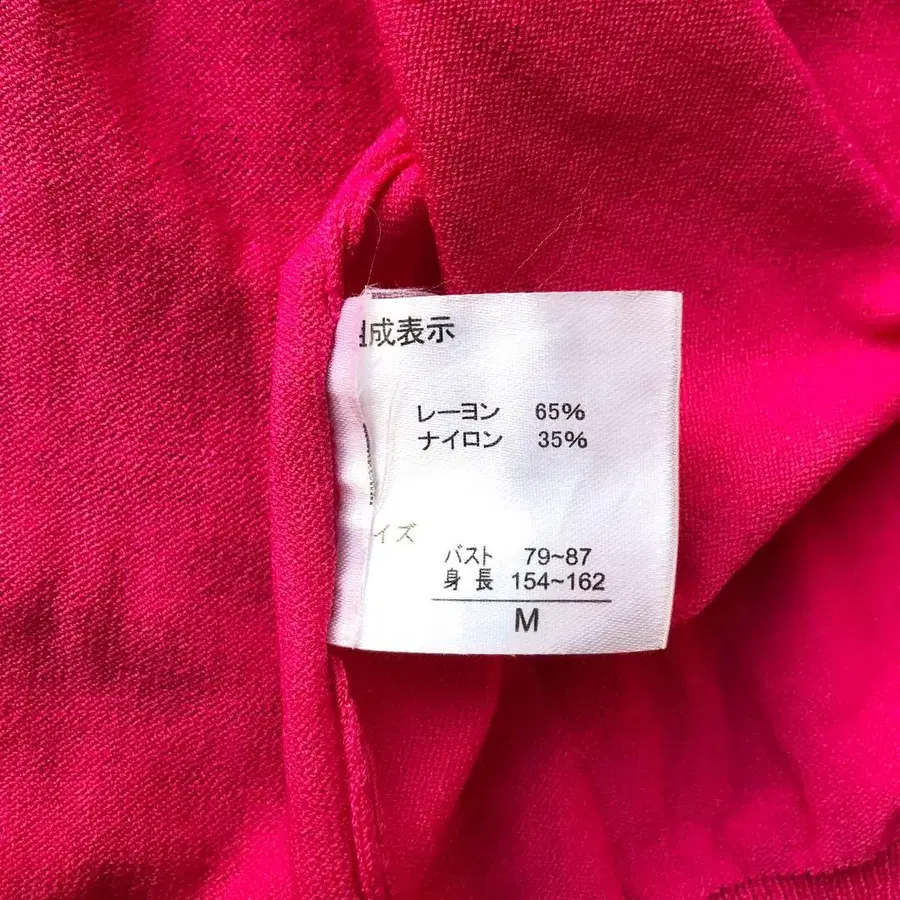 成表示
レーヨン 65%
ナイロン 35%
イズ
バスト 79~87
身長 154~162
M